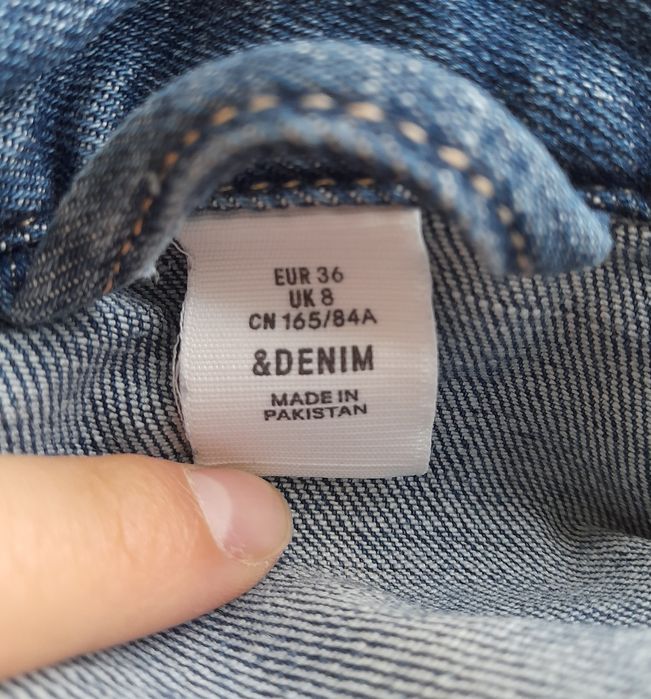 EUR 36
UK 8
CN 165/84A
&DENIM
MADE IN
PAKISTAN